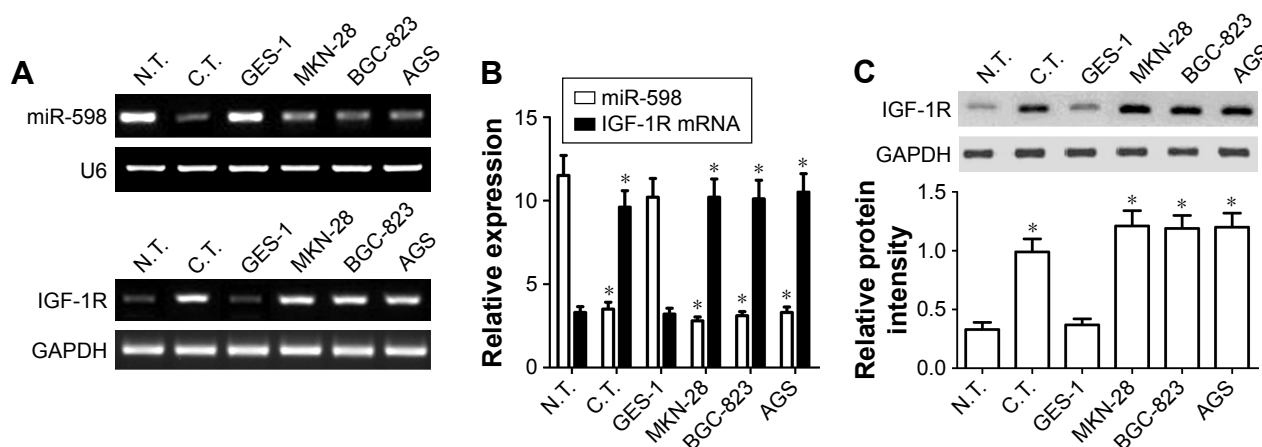 A
N.T. C.T. GES-1 MKN-28 BGC-823 AGS
miR-598
U6
N.T. C.T. GES-1 MKN-28 BGC-823 AGS
IGF-1R
GAPDH
B
miR-598
IGF-1R mRNA
Relative expression
15
10
5
0
* * * * * * * *
N.T. C.T. GES-1 MKN-28 BGC-823 AGS
C
N.T. C.T. GES-1 MKN-28 BGC-823 AGS
IGF-1R
GAPDH
Relative protein
intensity
1.5
1.0
0.5
0.0
* * * *
N.T. C.T. GES-1 MKN-28 BGC-823 AGS